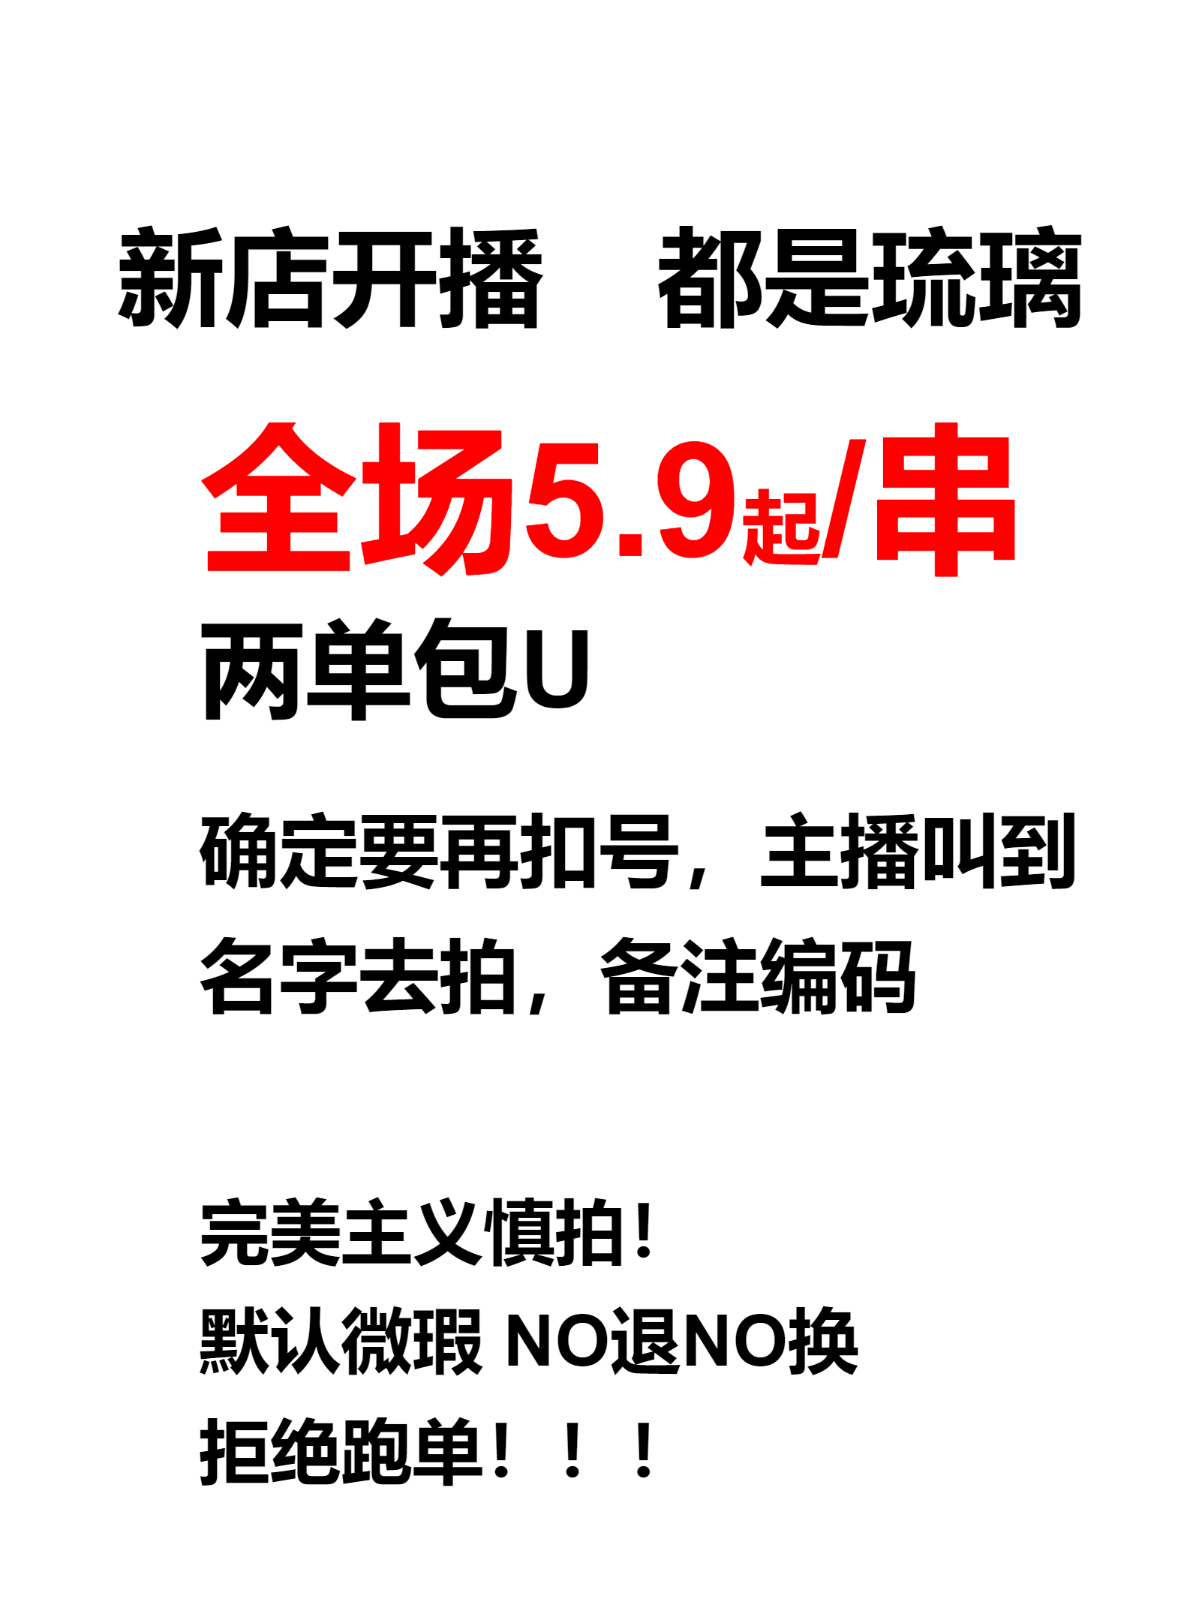 新店开播　都是琉璃
全场5.9起/串
两单包U
确定要再扣号，主播叫到
名字去拍，备注编码
完美主义慎拍！
默认微瑕 NO退NO换
拒绝跑单！！！